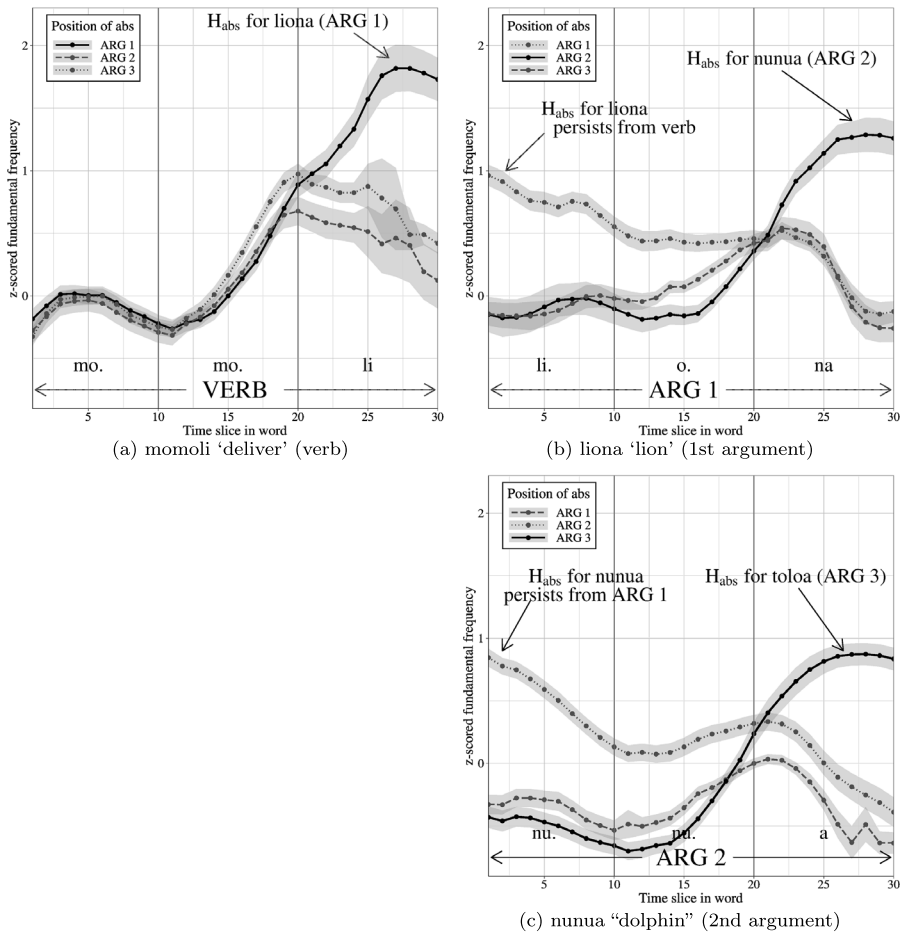 H_abs for liona (ARG 1)
Position of abs
ARG 1
ARG 2
ARG 3
z-scored fundamental frequency
2
1
0
mo.
mo.
li
VERB
5
10
15
20
25
30
Time slice in word
(a) momoli ‘deliver’ (verb)
Position of abs
ARG 1
ARG 2
ARG 3
H_abs for nunua (ARG 2)
H_abs for liona
persists from verb
z-scored fundamental frequency
2
1
0
li.
o.
na
ARG 1
5
10
15
20
25
30
Time slice in word
(b) liona ‘lion’ (1st argument)
Position of abs
ARG 1
ARG 2
ARG 3
H_abs for nunua
persists from ARG 1
H_abs for toloa (ARG 3)
z-scored fundamental frequency
2
1
0
nu.
nu.
a
ARG 2
5
10
15
20
25
30
Time slice in word
(c) nunua “dolphin” (2nd argument)